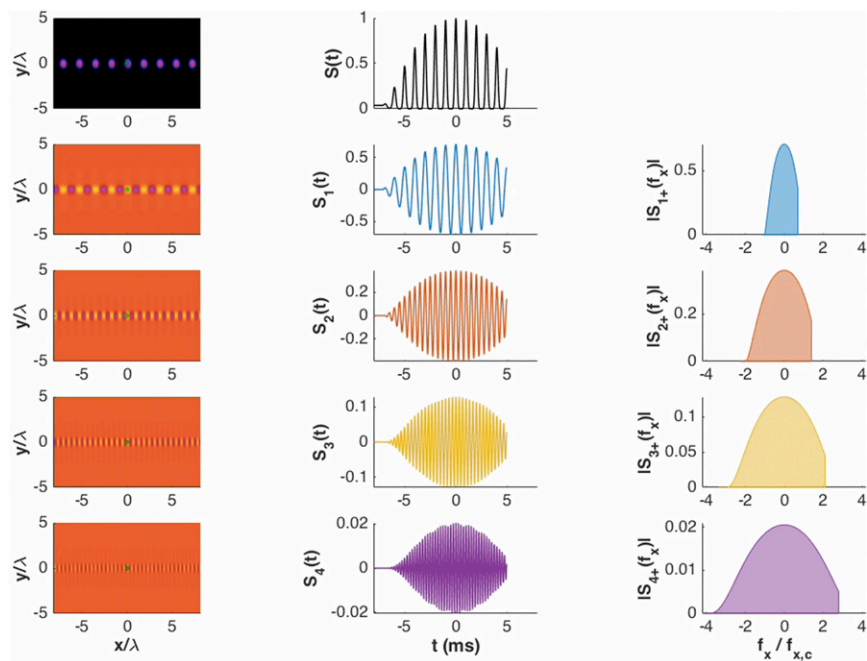 y/λ
5
0
-5
-5 0 5
S(t)
1
0.5
0
-5 0 5
y/λ
5
0
-5
-5 0 5
S1(t)
0.5
0
-0.5
-5 0 5
|S1+(fx)|
0.5
0
-4 -2 0 2 4
y/λ
5
0
-5
-5 0 5
S2(t)
0.2
0
-0.2
-5 0 5
|S2+(fx)|
0.2
0
-4 -2 0 2 4
y/λ
5
0
-5
-5 0 5
S3(t)
0.1
0
-0.1
-5 0 5
|S3+(fx)|
0.1
0.05
0
-4 -2 0 2 4
y/λ
5
0
-5
-5 0 5
x/λ
S4(t)
0.02
0
-0.02
-5 0 5
t (ms)
|S4+(fx)|
0.02
0.01
0
-4 -2 0 2 4
fx / fx,c